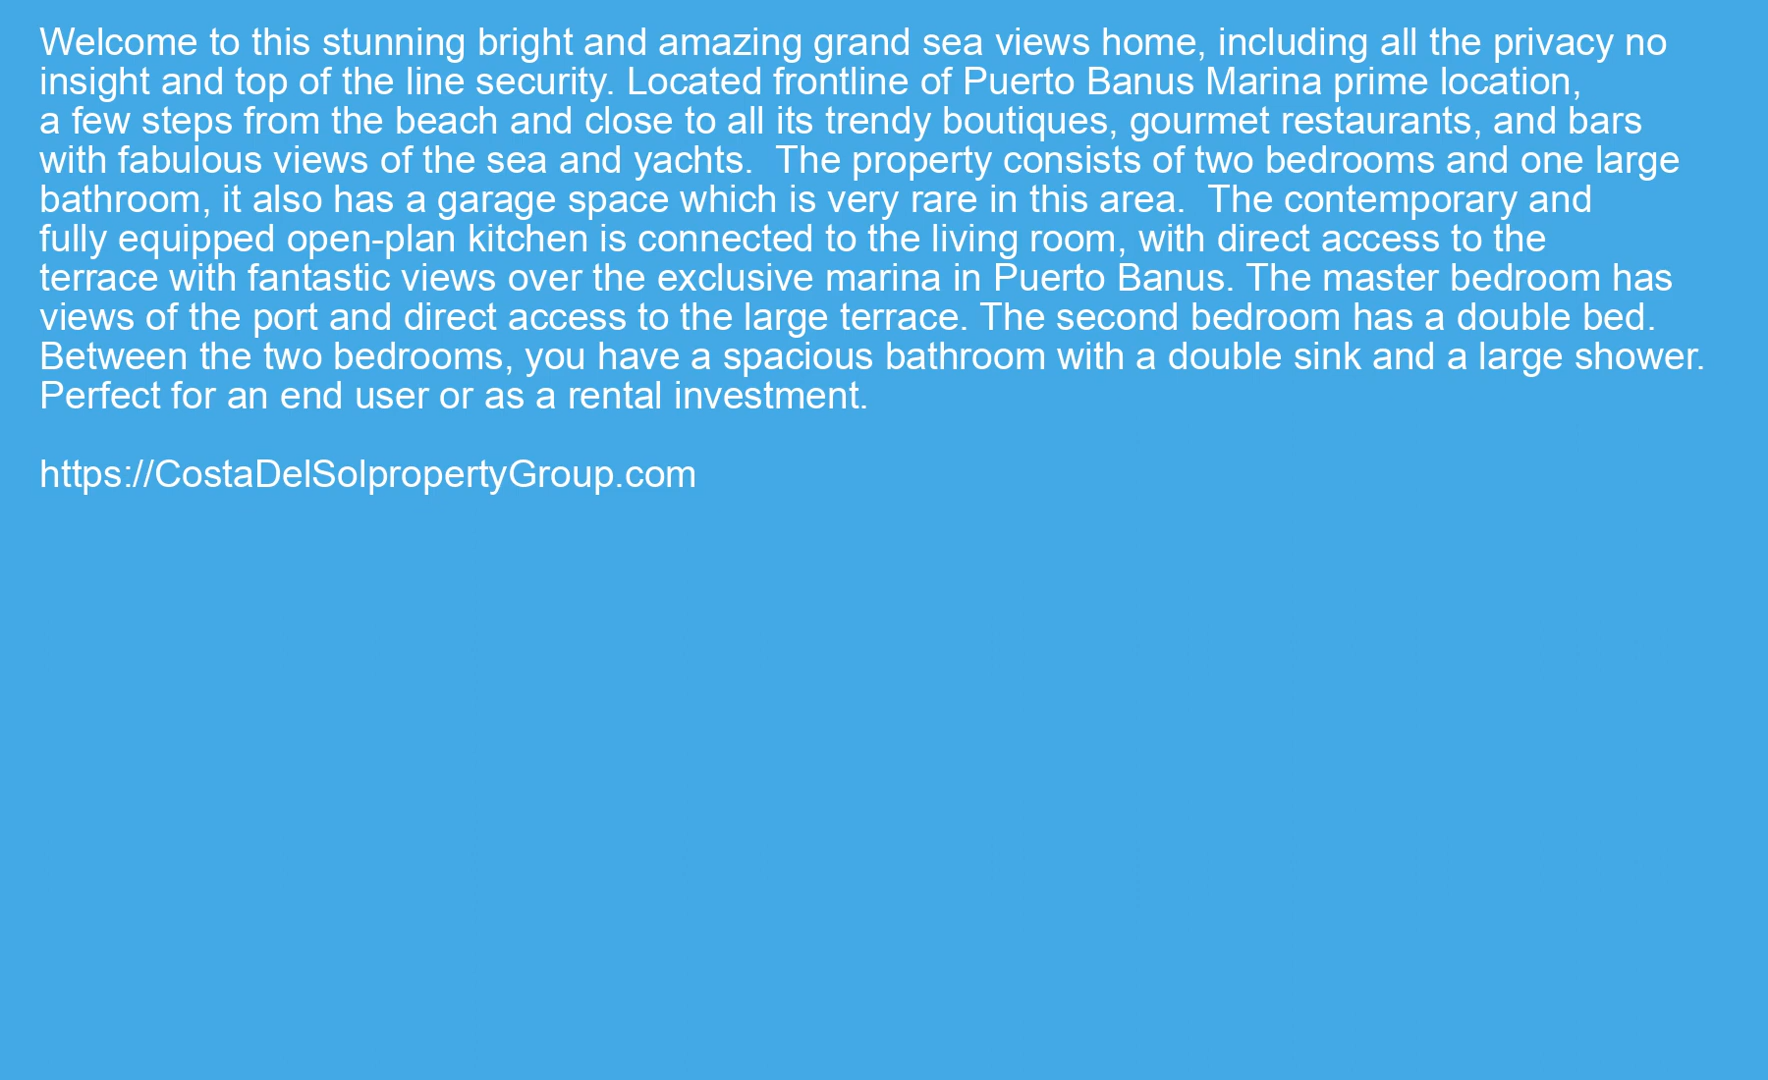 Welcome to this stunning bright and amazing grand sea views home, including all the privacy no
insight and top of the line security. Located frontline of Puerto Banus Marina prime location,
a few steps from the beach and close to all its trendy boutiques, gourmet restaurants, and bars
with fabulous views of the sea and yachts.  The property consists of two bedrooms and one large
bathroom, it also has a garage space which is very rare in this area.  The contemporary and
fully equipped open-plan kitchen is connected to the living room, with direct access to the
terrace with fantastic views over the exclusive marina in Puerto Banus. The master bedroom has
views of the port and direct access to the large terrace. The second bedroom has a double bed.
Between the two bedrooms, you have a spacious bathroom with a double sink and a large shower.
Perfect for an end user or as a rental investment.
https://CostaDelSolpropertyGroup.com